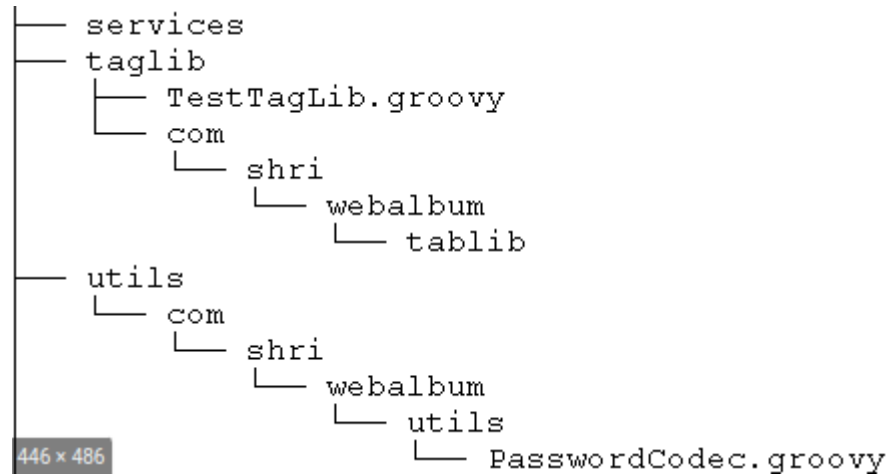 services
taglib
TestTagLib.groovy
com
shri
webalbum
tablib
utils
com
shri
webalbum
utils
PasswordCodec.groovy
446 × 486